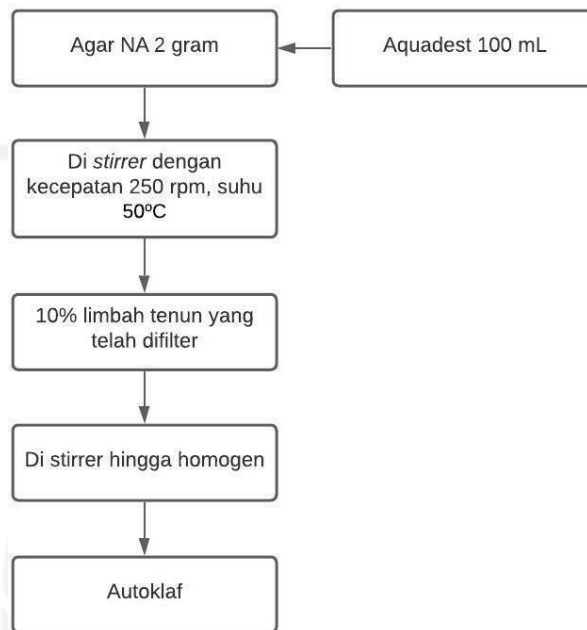 Agar NA 2 gram
Aquadest 100 mL
Di stirrer dengan
kecepatan 250 rpm, suhu
50ºC
10% limbah tenun yang
telah difilter
Di stirrer hingga homogen
Autoklaf